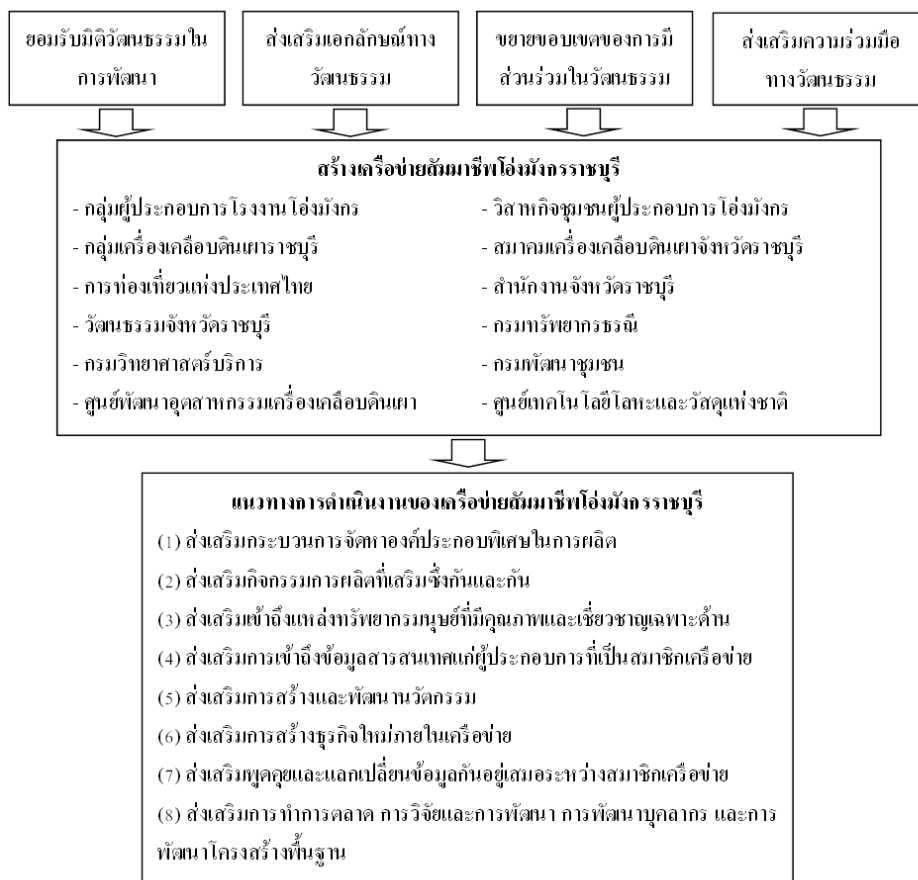 ยอมรับมิติวัฒนธรรมใน
การพัฒนา
ส่งเสริมเอกลักษณ์ทาง
วัฒนธรรม
ขยายขอบเขตของการมี
ส่วนร่วมในวัฒนธรรม
ส่งเสริมความร่วมมือ
ทางวัฒนธรรม
สร้างเครือข่ายสัมมาชีพโอ่งมังกรราชบุรี
- กลุ่มผู้ประกอบการโรงงานโอ่งมังกร
- กลุ่มเครื่องเคลือบดินเผาราชบุรี
- การท่องเที่ยวแห่งประเทศไทย
- วัฒนธรรมจังหวัดราชบุรี
- กรมวิทยาศาสตร์บริการ
- ศูนย์พัฒนาอุตสาหกรรมเครื่องเคลือบดินเผา
- วิสาหกิจชุมชนผู้ประกอบการโอ่งมังกร
- สมาคมเครื่องเคลือบดินเผาจังหวัดราชบุรี
- สำนักงานจังหวัดราชบุรี
- กรมทรัพยากรธรณี
- กรมพัฒนาชุมชน
- ศูนย์เทคโนโลยีโลหะและวัสดุแห่งชาติ
แนวทางการดำเนินงานของเครือข่ายสัมมาชีพโอ่งมังกรราชบุรี
(1) ส่งเสริมกระบวนการจัดหาองค์ประกอบพิเศษในการผลิต
(2) ส่งเสริมกิจกรรมการผลิตที่เสริมซึ่งกันและกัน
(3) ส่งเสริมเข้าถึงแหล่งทรัพยากรมนุษย์ที่มีคุณภาพและเชี่ยวชาญเฉพาะด้าน
(4) ส่งเสริมการเข้าถึงข้อมูลสารสนเทศแก่ผู้ประกอบการที่เป็นสมาชิกเครือข่าย
(5) ส่งเสริมการสร้างและพัฒนานวัตกรรม
(6) ส่งเสริมการสร้างธุรกิจใหม่ภายในเครือข่าย
(7) ส่งเสริมพูดคุยและแลกเปลี่ยนข้อมูลกันอยู่เสมอระหว่างสมาชิกเครือข่าย
(8) ส่งเสริมการทำการตลาด การวิจัยและการพัฒนา การพัฒนาบุคลากร และการ
พัฒนาโครงสร้างพื้นฐาน